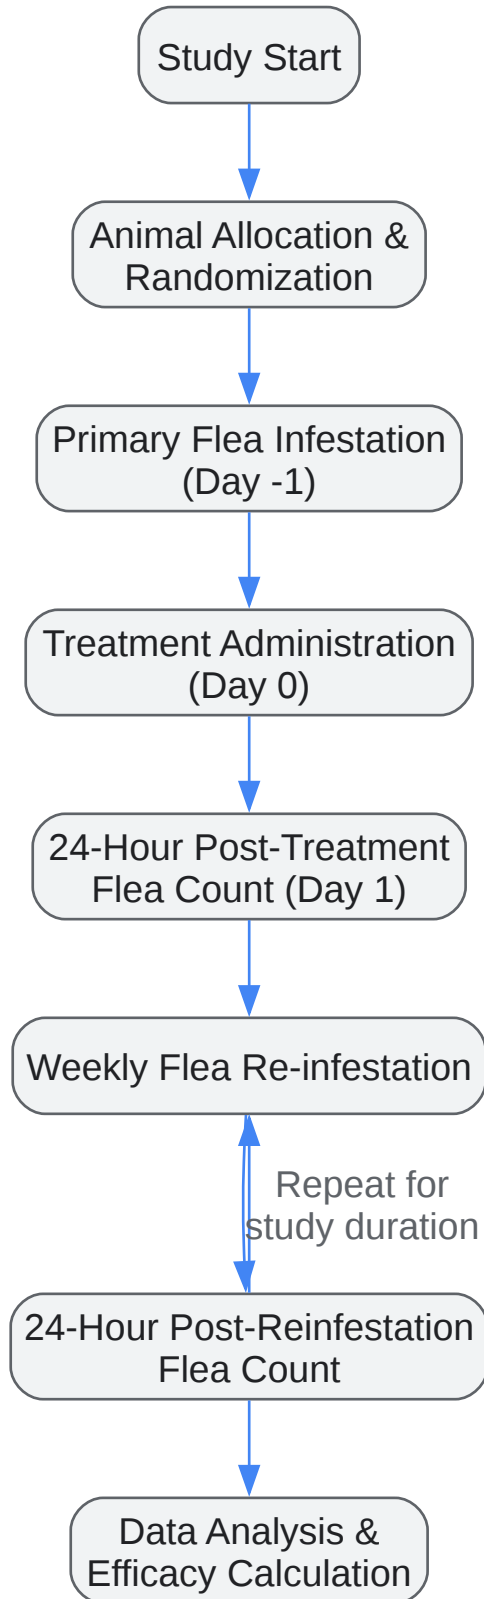 Study Start
Animal Allocation &
Randomization
Primary Flea Infestation
(Day -1)
Treatment Administration
(Day 0)
24-Hour Post-Treatment
Flea Count (Day 1)
Weekly Flea Re-infestation
Repeat for
study duration
24-Hour Post-Reinfestation
Flea Count
Data Analysis &
Efficacy Calculation